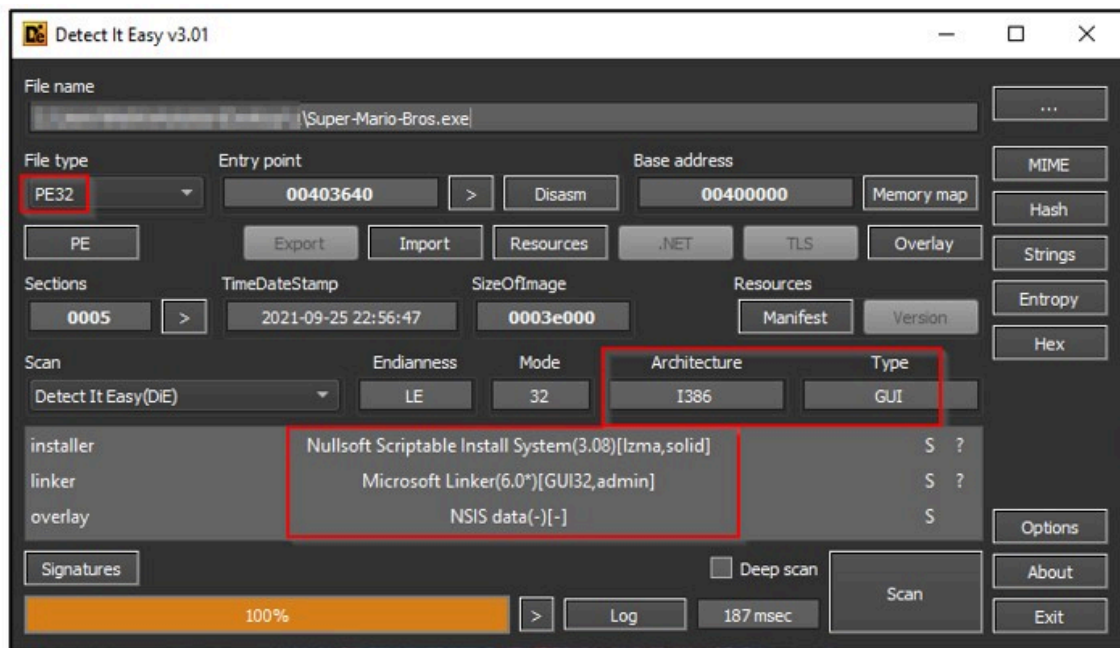 Detect It Easy v3.01
File name
\Super-Mario-Bros.exe
...
File type Entry point Base address
MIME
PE32 00403640 > Disasm 00400000 Memory map
Hash
PE Export Import Resources .NET TLS Overlay
Strings
Sections TimeDateStamp SizeOfImage Resources
Entropy
0005 > 2021-09-25 22:56:47 0003e000 Manifest Version
Hex
Scan Endianness Mode Architecture Type
Detect It Easy(DiE) LE 32 I386 GUI
installer Nullsoft Scriptable Install System(3.08)[lzma,solid] S ?
linker Microsoft Linker(6.0*)[GUI32,admin] S ?
overlay NSIS data(-)[-] S
Options
Signatures Deep scan Scan About
100% > Log 187 msec Exit